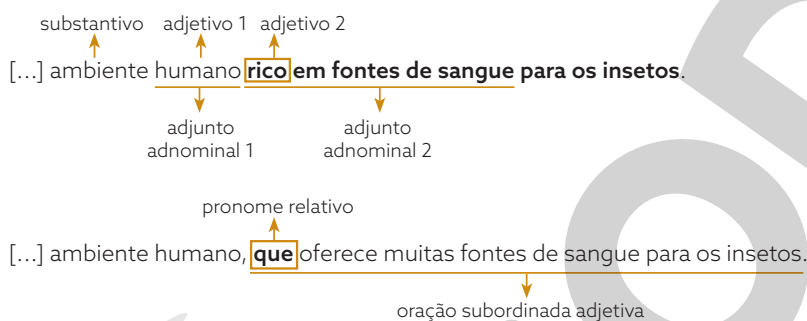 substantivo adjetivo 1 adjetivo 2
[...] ambiente humano rico em fontes de sangue para os insetos.
adjunto adnominal 1 adjunto adnominal 2
pronome relativo
[...] ambiente humano, que oferece muitas fontes de sangue para os insetos.
oração subordinada adjetiva